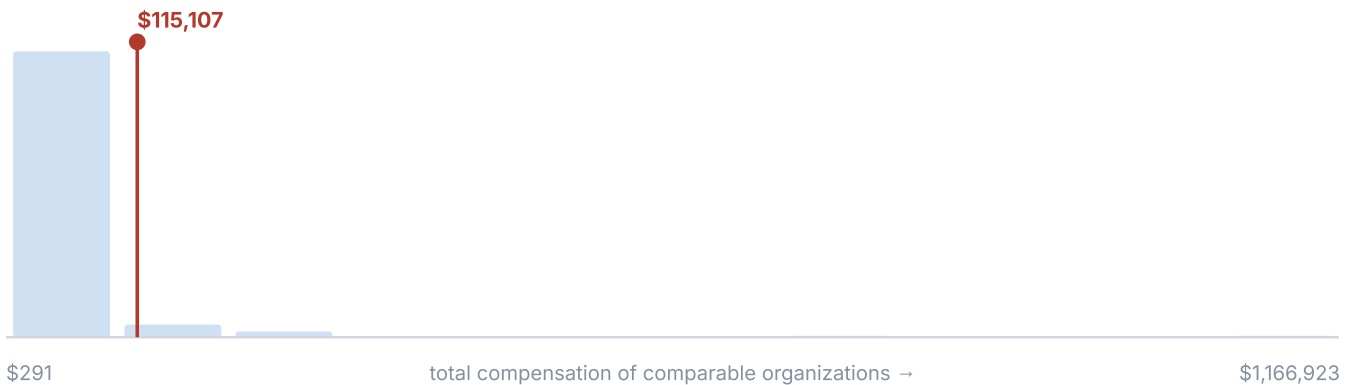 $115,107
$291 total compensation of comparable organizations → $1,166,923